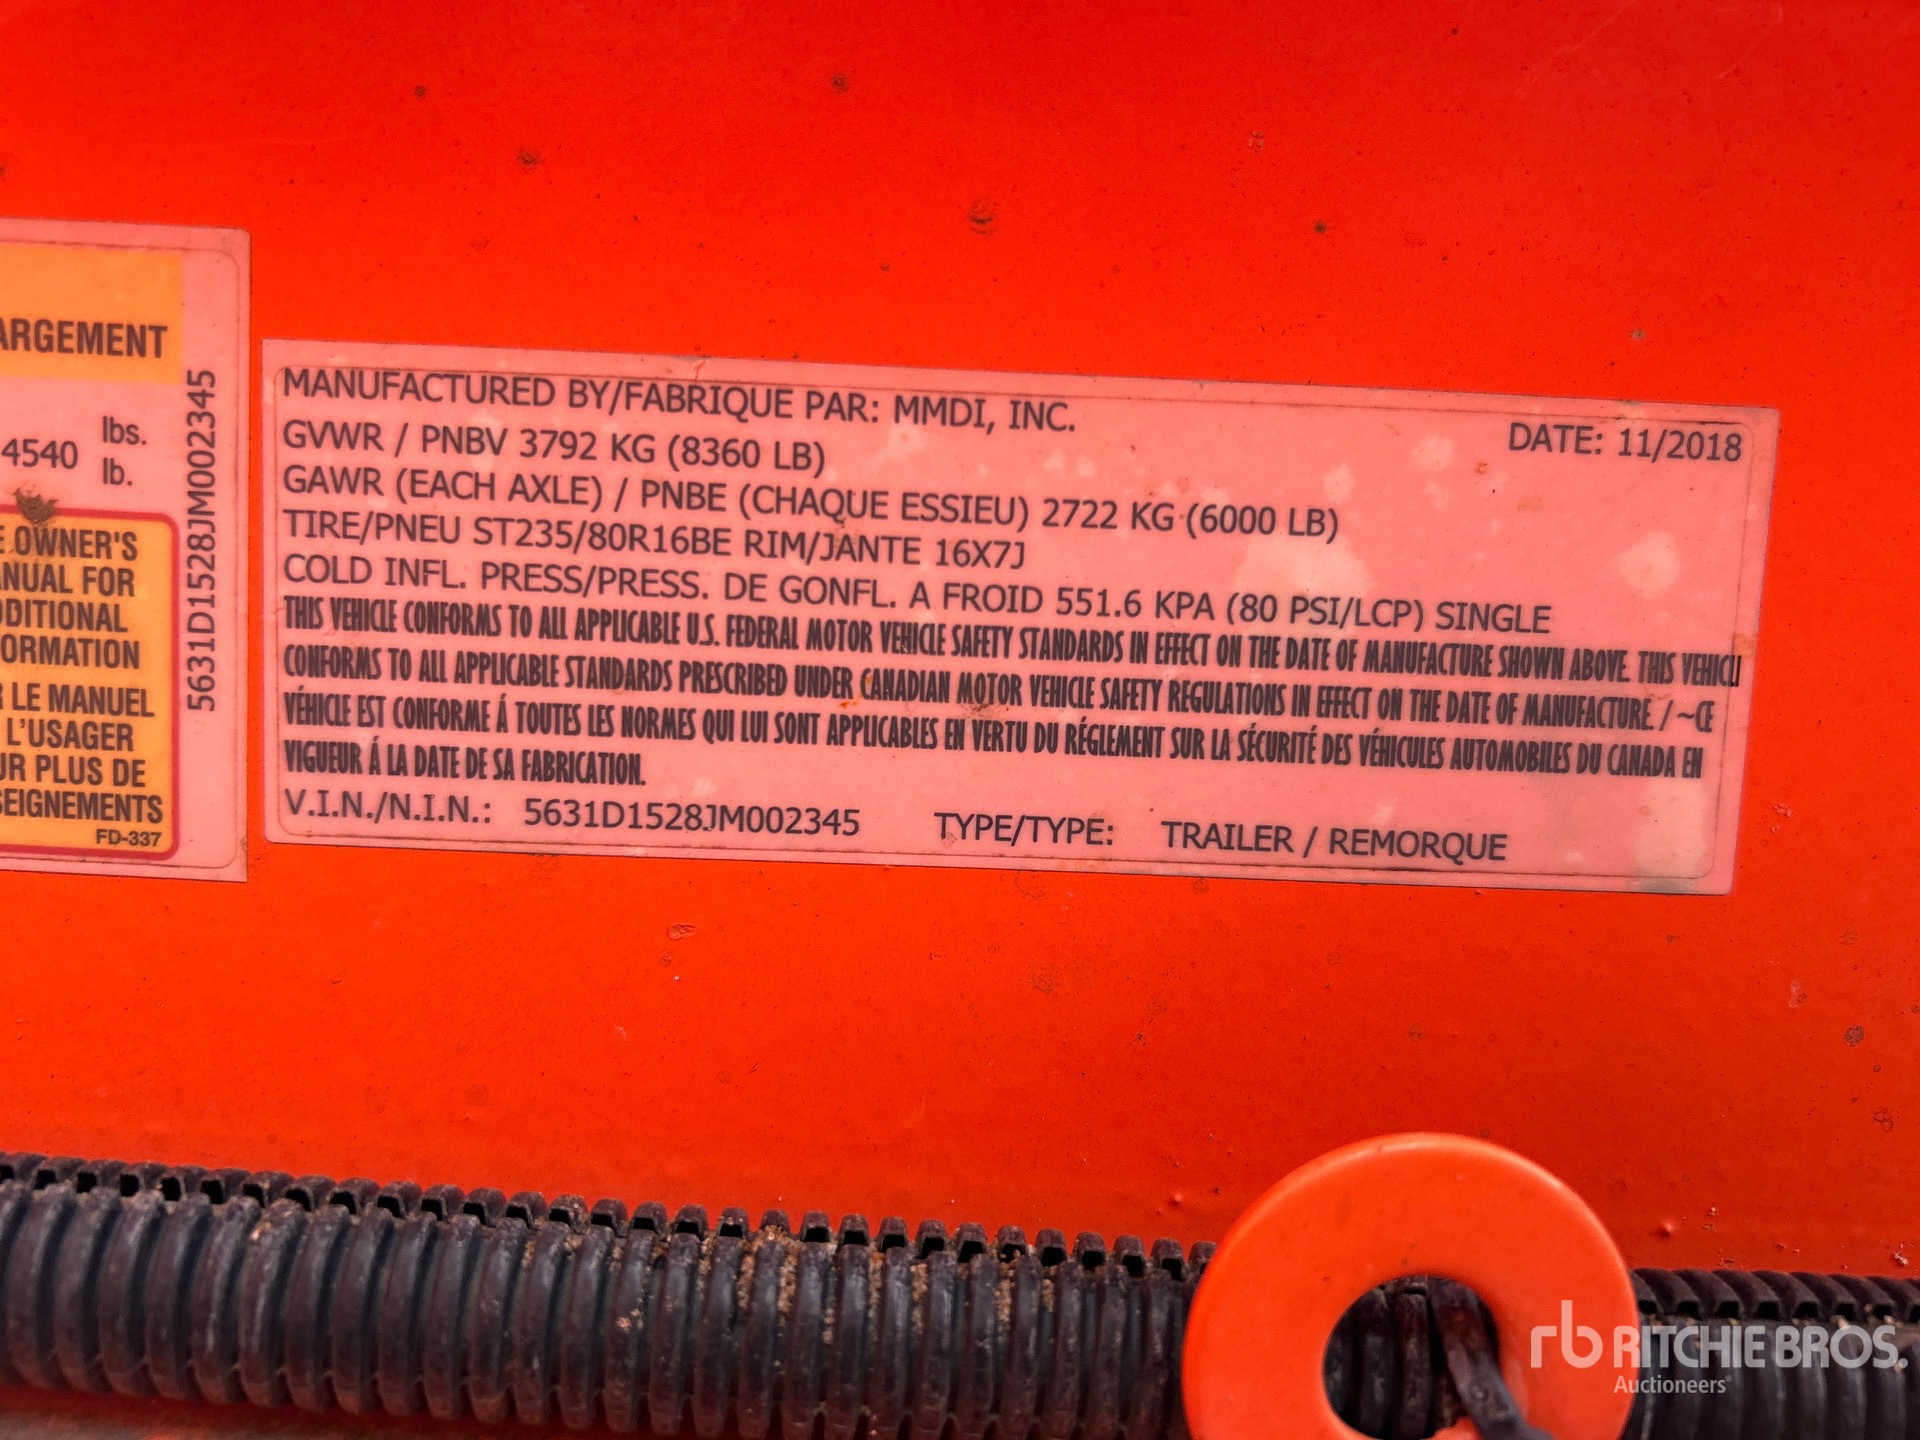 ARGEMENT
lbs.
4540
lb.
5631D1528JM002345
OWNER'S
ANUAL FOR
DDITIONAL
FORMATION
LE MANUEL
L'USAGER
UR PLUS DE
SEIGNEMENTS
FD-337
MANUFACTURED BY/FABRIQUE PAR: MMDI, INC.
DATE: 11/2018
GVWR / PNBV 3792 KG (8360 LB)
GAWR (EACH AXLE) / PNBE (CHAQUE ESSIEU) 2722 KG (6000 LB)
TIRE/PNEU ST235/80R16BE RIM/JANTE 16X7J
COLD INFL. PRESS/PRESS. DE GONFL. A FROID 551.6 KPA (80 PSI/LCP) SINGLE
THIS VEHICLE CONFORMS TO ALL APPLICABLE U.S. FEDERAL MOTOR VEHICLE SAFETY STANDARDS IN EFFECT ON THE DATE OF MANUFACTURE SHOWN ABOVE. THIS VEHICLE
CONFORMS TO ALL APPLICABLE STANDARDS PRESCRIBED UNDER CANADIAN MOTOR VEHICLE SAFETY REGULATIONS IN EFFECT ON THE DATE OF MANUFACTURE. / ~CE
VÉHICLE EST CONFORME Á TOUTES LES NORMES QUI LUI SONT APPLICABLES EN VERTU DU RÉGLEMENT SUR LA SÉCURITÉ DES VÉHICULES AUTOMOBILES DU CANADA EN
VIGUEUR Á LA DATE DE SA FABRICATION.
V.I.N./N.I.N.: 5631D1528JM002345 TYPE/TYPE: TRAILER / REMORQUE
rb RITCHIE BROS.
Auctioneers